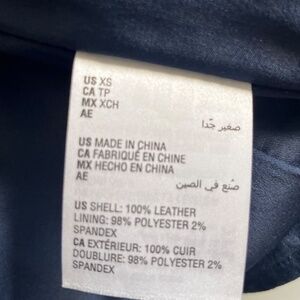 US XS
CA TP
MX XCH
AE
صغير جدًا
US MADE IN CHINA
CA FABRIQUÉ EN CHINE
MX HECHO EN CHINA
AE
صُنع في الصين
US SHELL: 100% LEATHER
LINING: 98% POLYESTER 2%
SPANDEX
CA EXTÉRIEUR: 100% CUIR
DOUBLURE: 98% POLYESTER 2%
SPANDEX